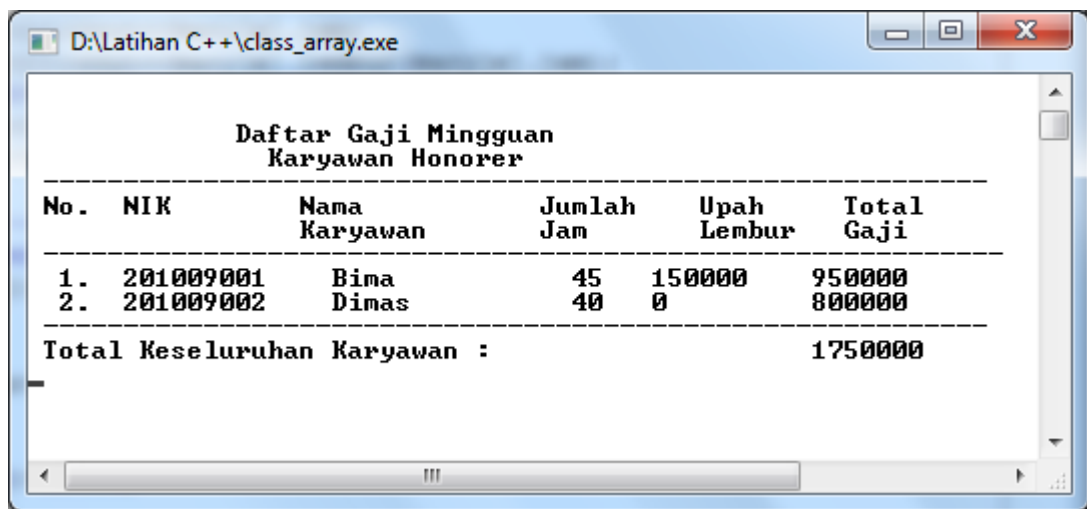 D:\Latihan C++\class_array.exe
Daftar Gaji Mingguan
Karyawan Honorer
No. NIK Nama Jumlah Upah Total
Karyawan Jam Lembur Gaji
1. 201009001 Bima 45 150000 950000
2. 201009002 Dimas 40 0 800000
Total Keseluruhan Karyawan : 1750000